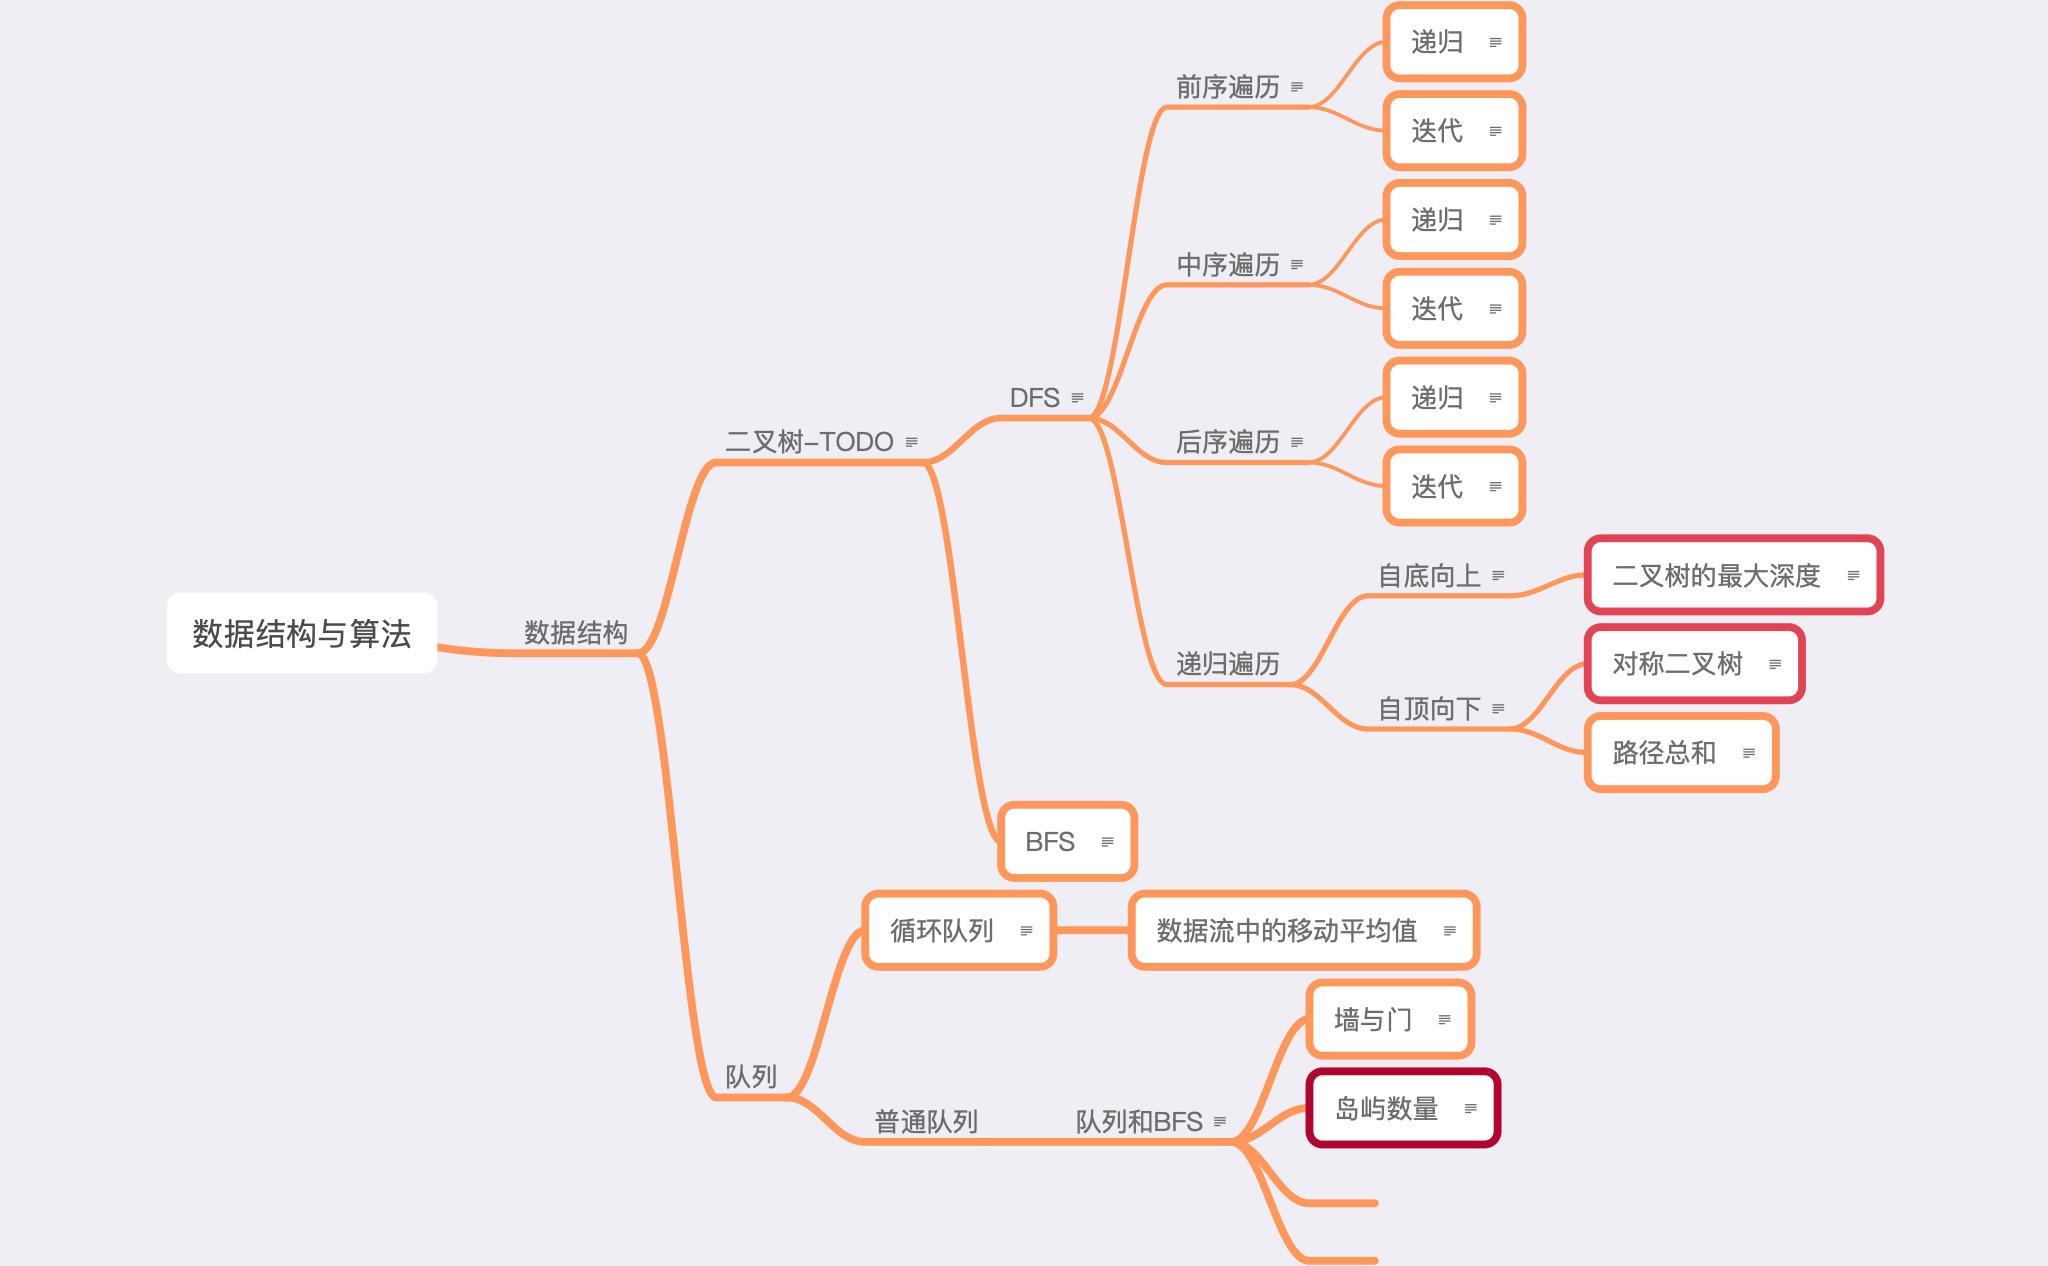 数据结构与算法
数据结构
二叉树-TODO
DFS
前序遍历
递归
迭代
中序遍历
递归
迭代
后序遍历
递归
迭代
递归遍历
自底向上
二叉树的最大深度
自顶向下
对称二叉树
路径总和
BFS
队列
循环队列
数据流中的移动平均值
普通队列
队列和BFS
墙与门
岛屿数量